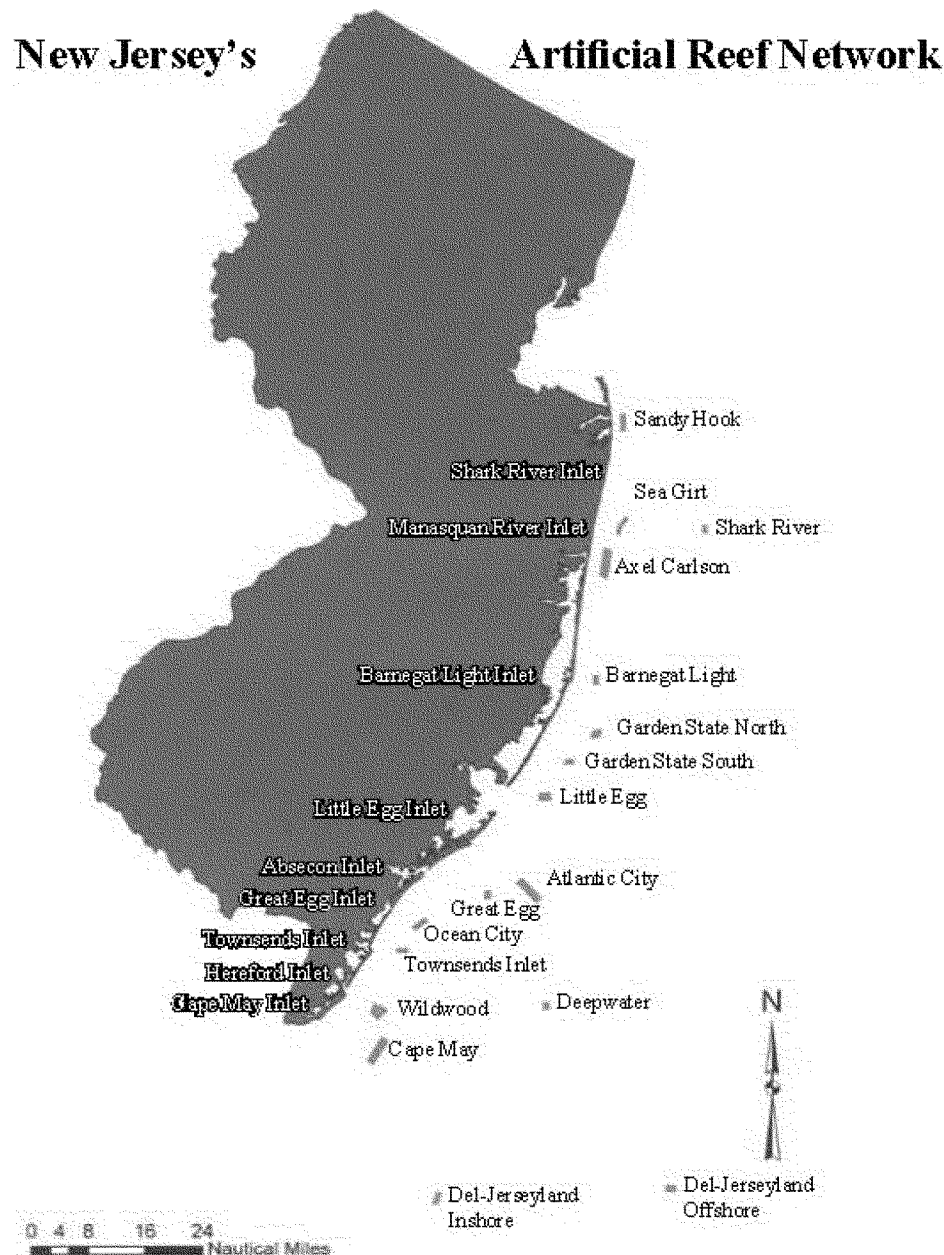 New Jersey's Artificial Reef Network
Sandy Hook
Shark River Inlet
Sea Girt
Manasquan River Inlet
Shark River
Axel Carlson
Barnegat Light Inlet
Barnegat Light
Garden State North
Garden State South
Little Egg
Little Egg Inlet
Absecon Inlet
Atlantic City
Great Egg Inlet
Great Egg
Ocean City
Townsends Inlet
Townsends Inlet
Hereford Inlet
Cape May Inlet
Wildwood
Deepwater
N
Cape May
Del-Jerseyland
Inshore
Del-Jerseyland
Offshore
0 4 8 16 24
Nautical Miles